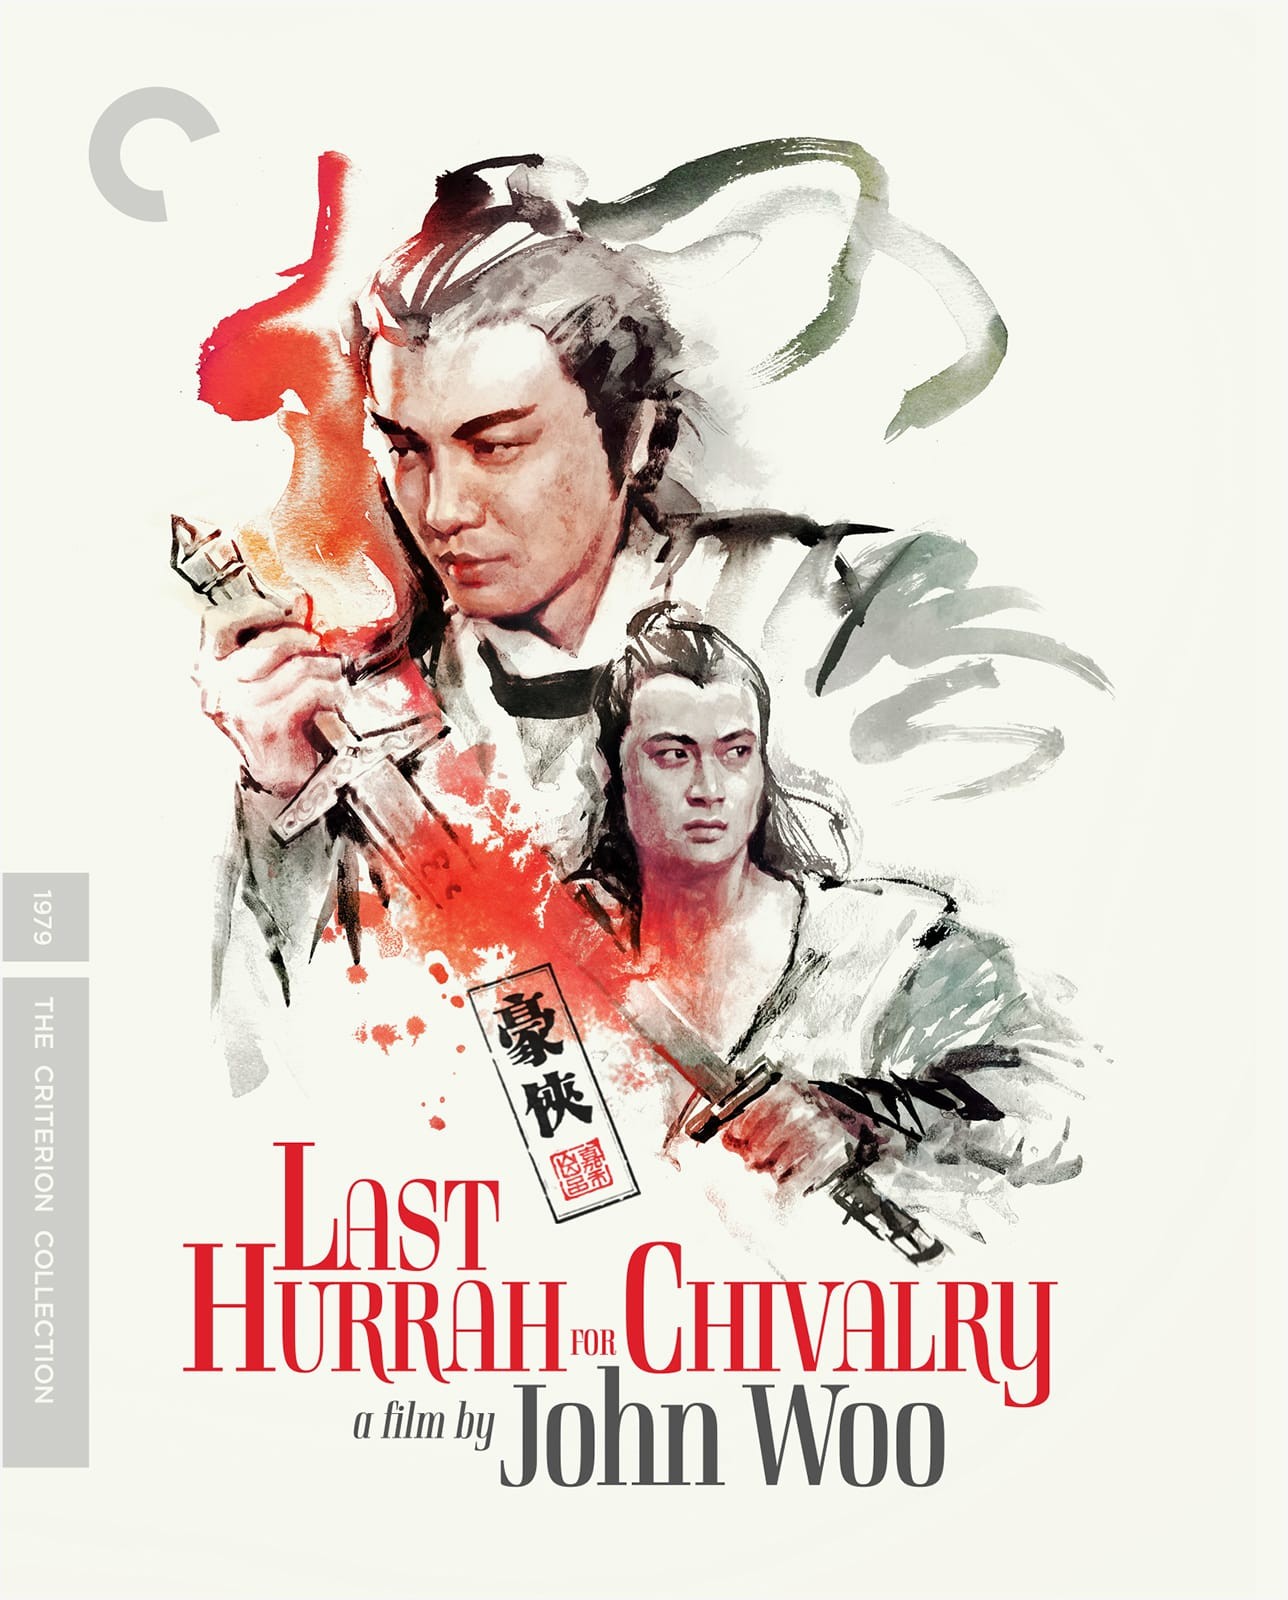 1979
THE CRITERION COLLECTION
豪
俠
LAST
HURRAH FOR CHIVALRY
a film by John Woo